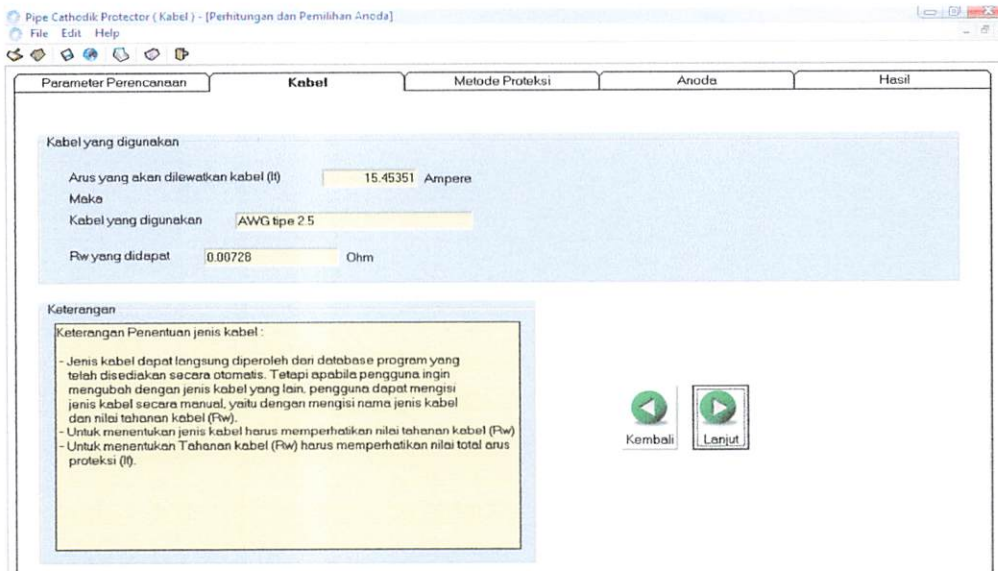 Pipe Cathodik Protector ( Kabel ) - [Perhitungan dan Pemilihan Anoda]
File Edit Help
Parameter Perencanaan Kabel Metode Proteksi Anoda Hasil
Kabel yang digunakan
Arus yang akan dilewatkan kabel (It) 15.45351 Ampere
Maka
Kabel yang digunakan AWG tipe 2.5
Rw yang didapat 0.00728 Ohm
Keterangan
Keterangan Penentuan jenis kabel :
- Jenis kabel dapat langsung diperoleh dari database program yang
telah disediakan secara otomatis. Tetapi apabila pengguna ingin
mengubah dengan jenis kabel yang lain, pengguna dapat mengisi
jenis kabel secara manual, yaitu dengan mengisi nama jenis kabel
dan nilai tahanan kabel (Rw).
- Untuk menentukan jenis kabel harus memperhatikan nilai tahanan kabel (Rw)
- Untuk menentukan Tahanan kabel (Rw) harus memperhatikan nilai total arus
proteksi (It).
Kembali Lanjut